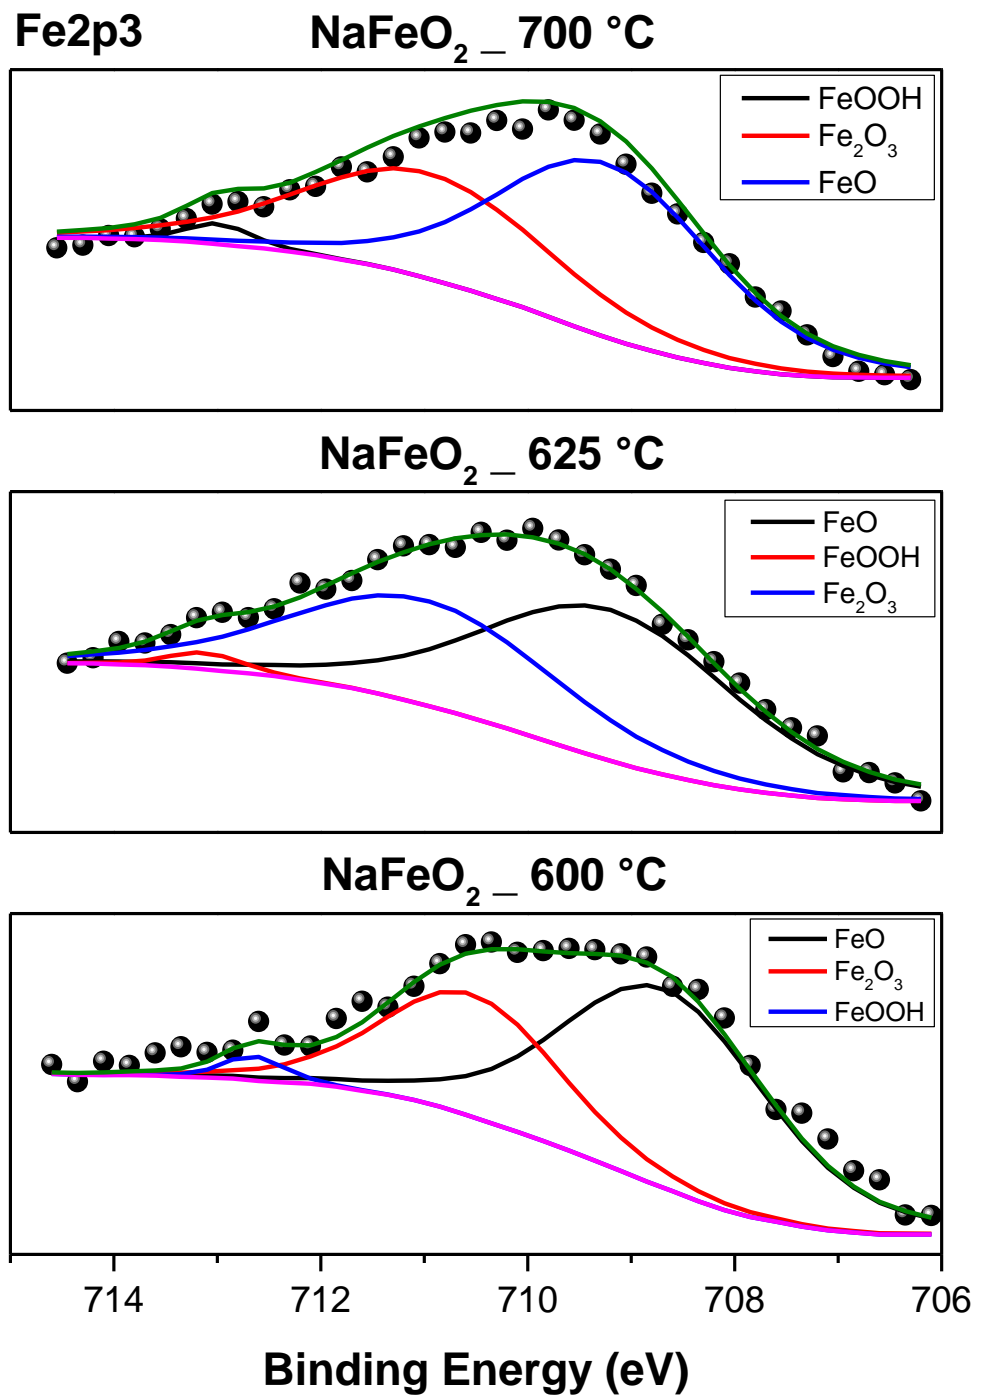 Fe2p3
NaFeO₂ _ 700 °C
FeOOH
Fe₂O₃
FeO
NaFeO₂ _ 625 °C
FeO
FeOOH
Fe₂O₃
NaFeO₂ _ 600 °C
FeO
Fe₂O₃
FeOOH
714 712 710 708 706
Binding Energy (eV)